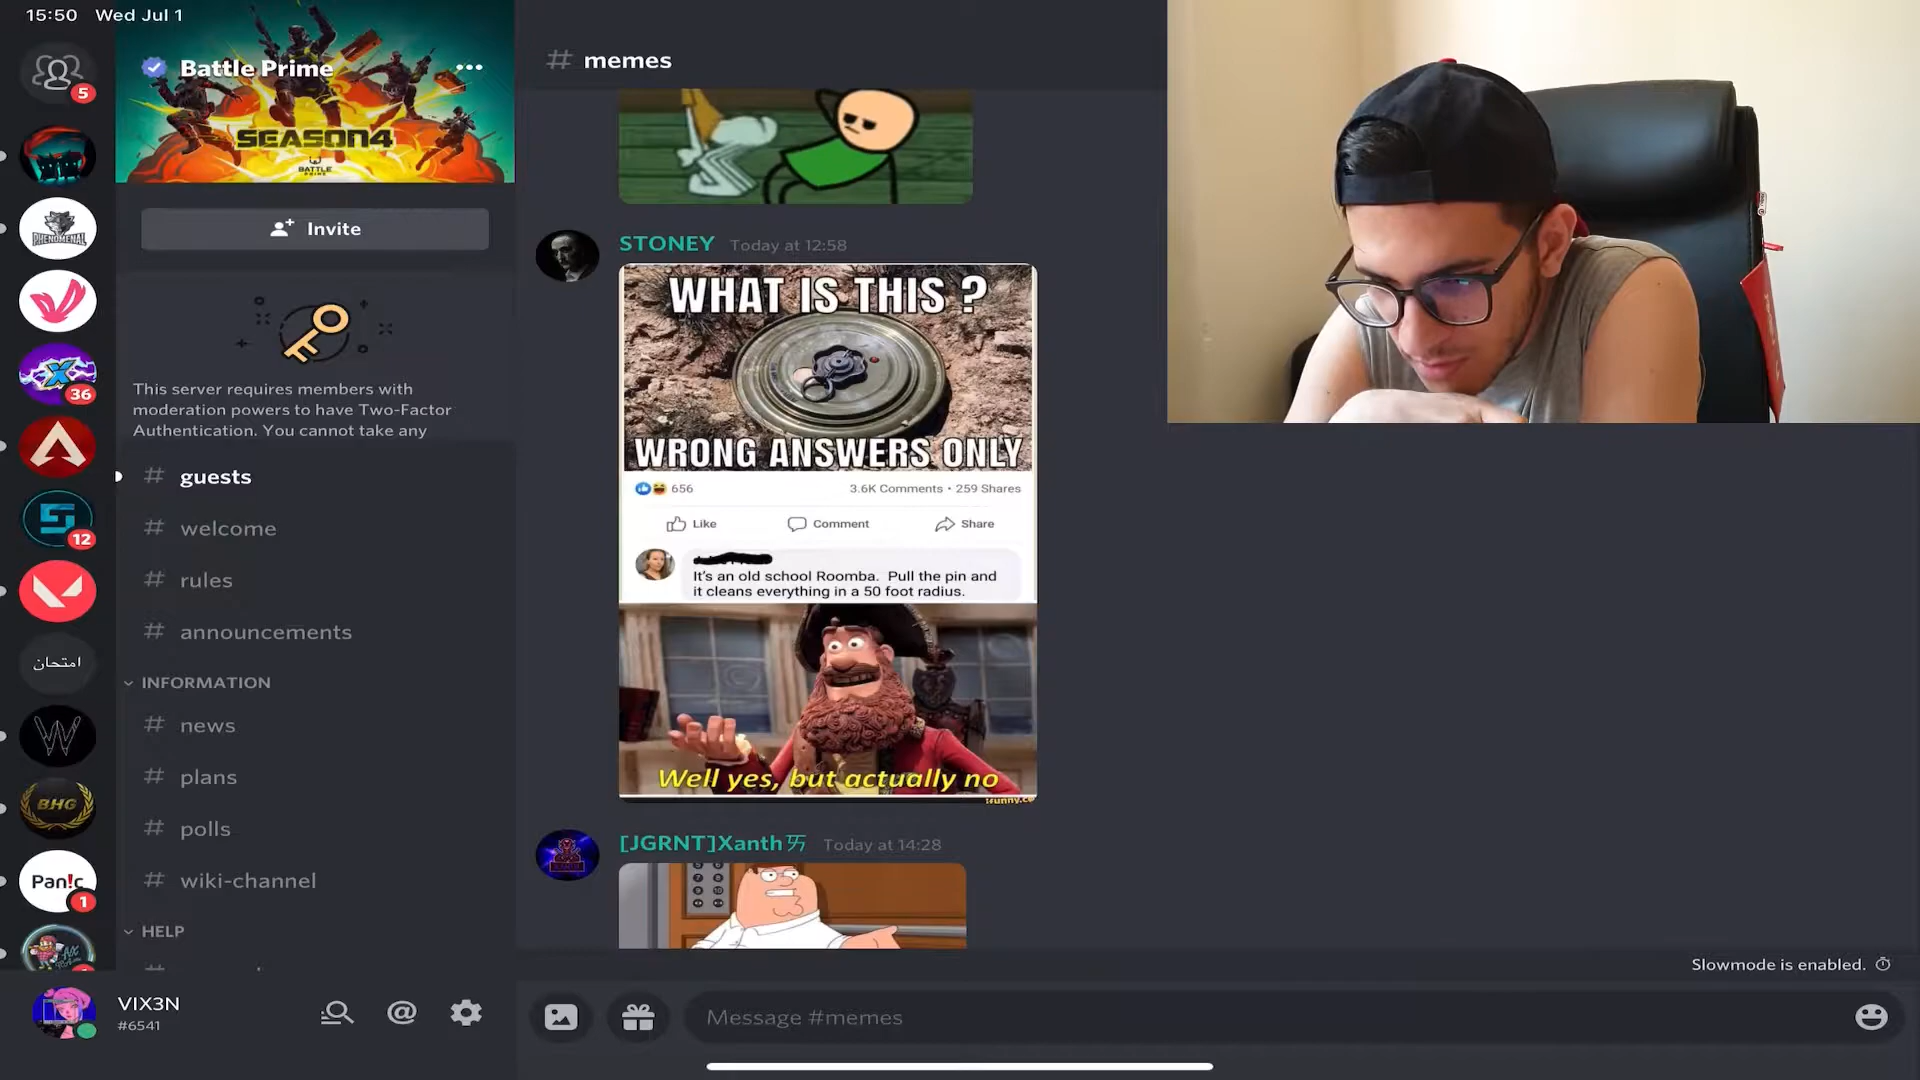 15:50 Wed Jul 1
5
PHENOMENAL
X
36
12
امتحان
W
BHG
Pan!c
1
Battle Prime
SEASON4
BATTLE
PRIME
Invite
This server requires members with
moderation powers to have Two-Factor
Authentication. You cannot take any
# guests
# welcome
# rules
# announcements
INFORMATION
# news
# plans
# polls
# wiki-channel
HELP
VIX3N
#6541
# memes
STONEY Today at 12:58
WHAT IS THIS ?
WRONG ANSWERS ONLY
656 3.6K Comments • 259 Shares
Like Comment Share
It's an old school Roomba. Pull the pin and
it cleans everything in a 50 foot radius.
Well yes, but actually no
ifunny.ce
[JGRNT]Xanth Today at 14:28
Slowmode is enabled.
Message #memes